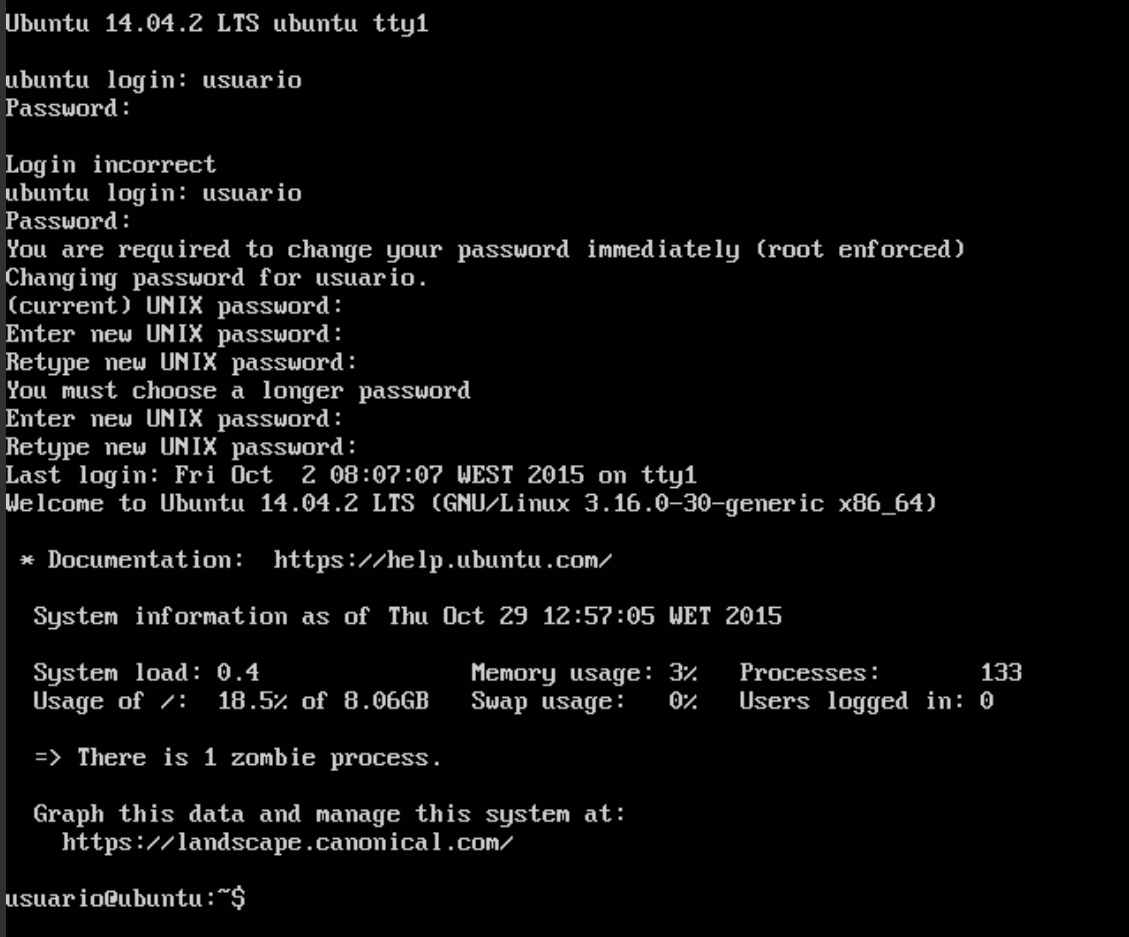 Ubuntu 14.04.2 LTS ubuntu tty1
ubuntu login: usuario
Password:
Login incorrect
ubuntu login: usuario
Password:
You are required to change your password immediately (root enforced)
Changing password for usuario.
(current) UNIX password:
Enter new UNIX password:
Retype new UNIX password:
You must choose a longer password
Enter new UNIX password:
Retype new UNIX password:
Last login: Fri Oct  2 08:07:07 WEST 2015 on tty1
Welcome to Ubuntu 14.04.2 LTS (GNU/Linux 3.16.0-30-generic x86_64)
* Documentation:  https://help.ubuntu.com/
System information as of Thu Oct 29 12:57:05 WET 2015
System load: 0.4 Memory usage: 3% Processes: 133
Usage of /: 18.5% of 8.06GB Swap usage: 0% Users logged in: 0
=> There is 1 zombie process.
Graph this data and manage this system at:
https://landscape.canonical.com/
usuario@ubuntu:~$